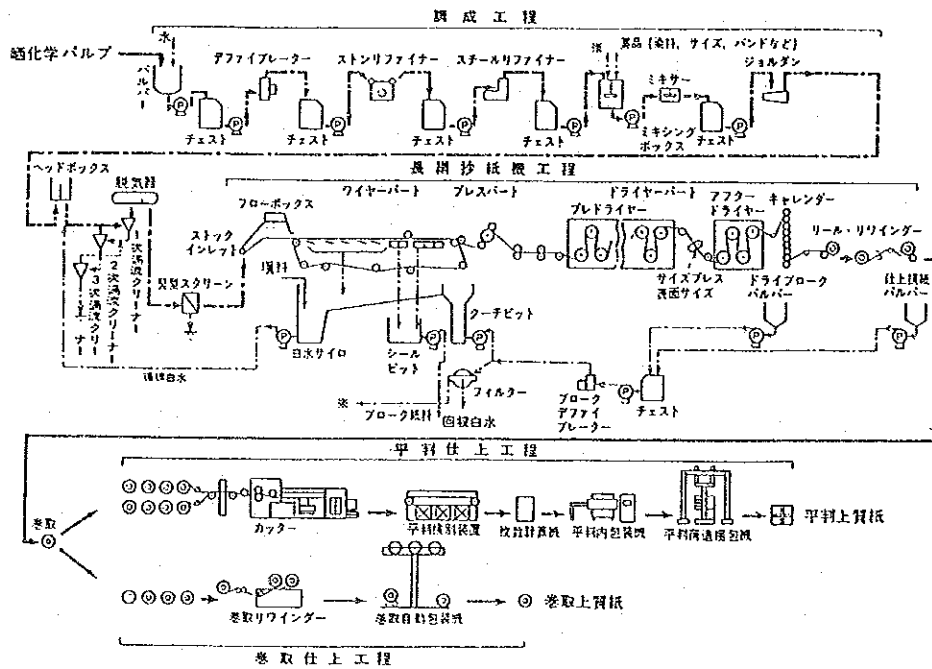 調成工程
水
薬品(染料,サイズ,バンドなど)
晒化学パルプ
デファイブレーター
ストンリファイナー
スチールリファイナー
※
ジョルダン
パルパー
ミキサー
P
チェスト
P
チェスト
P
チェスト
P
チェスト
P
P
ミキシング
ボックス
チェスト
P
長網抄紙機工程
ヘッドボックス
脱気器
フローボックス
ワイヤーパート
プレスパート
ドライヤーパート
プレドライヤー
アフター
ドライヤー
キャレンダー
リール・リワインダー
ストック
インレット
1次渦流クリーナー
2次渦流クリーナー
3次渦流クリーナー
スクリーン
填料
サイズプレス
表面サイズ
ドライブローク
パルパー
仕上損紙
パルパー
クーチピット
P
白水サイロ
シール
ピット
P
P
P
P
循環白水
フィルター
※
ブローク紙料
回収白水
ブローク
デファイ
ブレーター
P
チェスト
平判仕上工程
巻取
カッター
平判選別装置
枚数計算機
平判内包装機
平判上質紙
巻取リワインダー
巻取自動包装機
巻取上質紙
巻取仕上工程